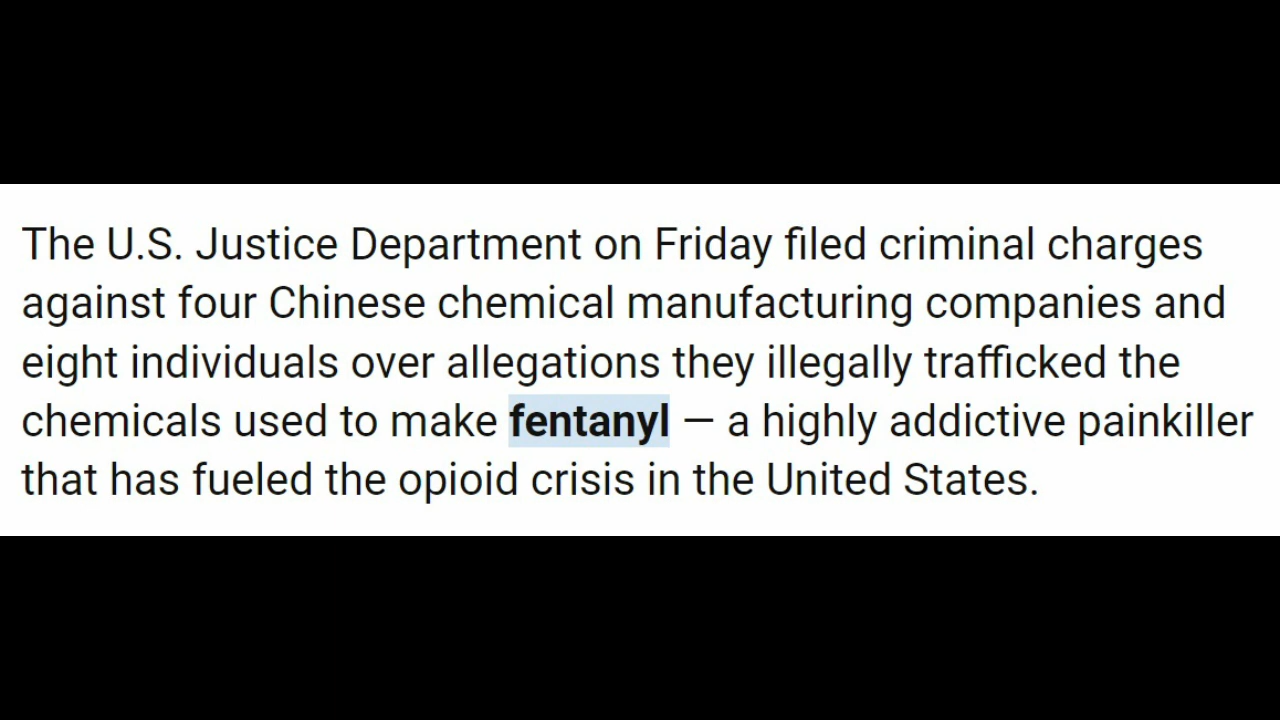 The U.S. Justice Department on Friday filed criminal charges
against four Chinese chemical manufacturing companies and
eight individuals over allegations they illegally trafficked the
chemicals used to make fentanyl — a highly addictive painkiller
that has fueled the opioid crisis in the United States.